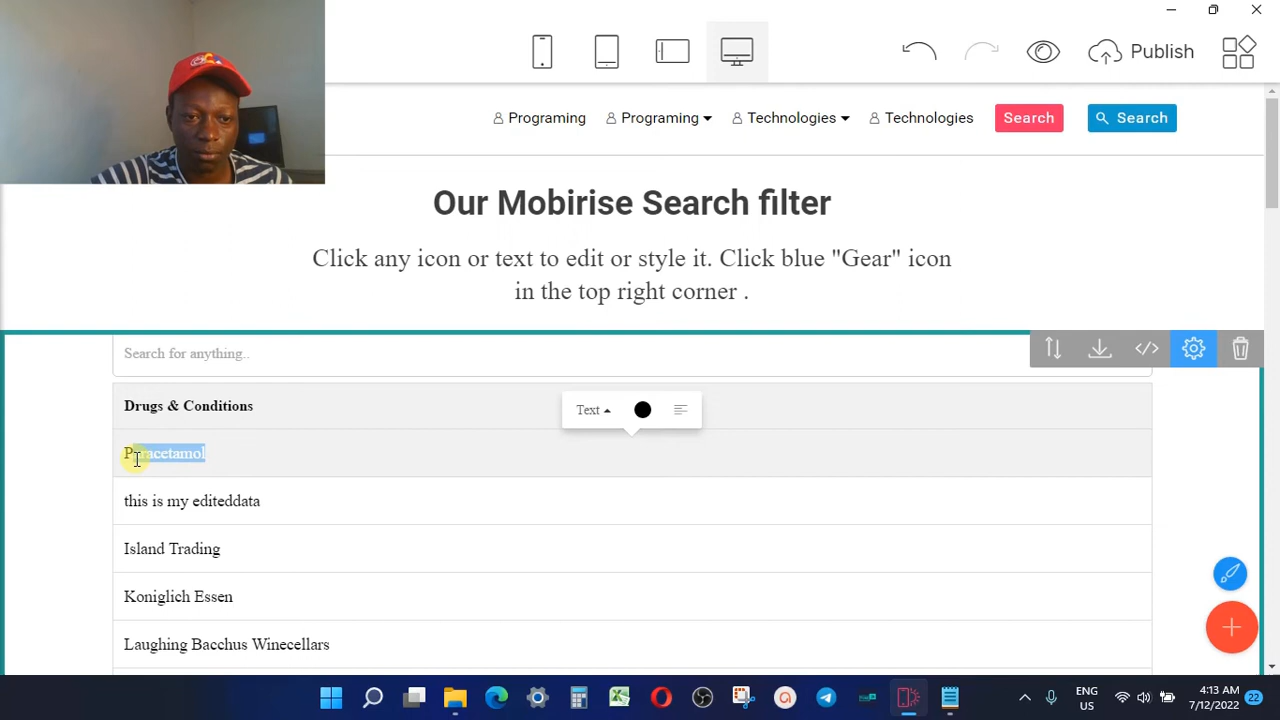 Publish
Programing Programing Technologies Technologies Search Search
Our Mobirise Search filter
Click any icon or text to edit or style it. Click blue "Gear" icon
in the top right corner .
Search for anything..
Drugs & Conditions
Text
Paracetamol
this is my editeddata
Island Trading
Koniglich Essen
Laughing Bacchus Winecellars
ENG
US
4:13 AM
7/12/2022
22